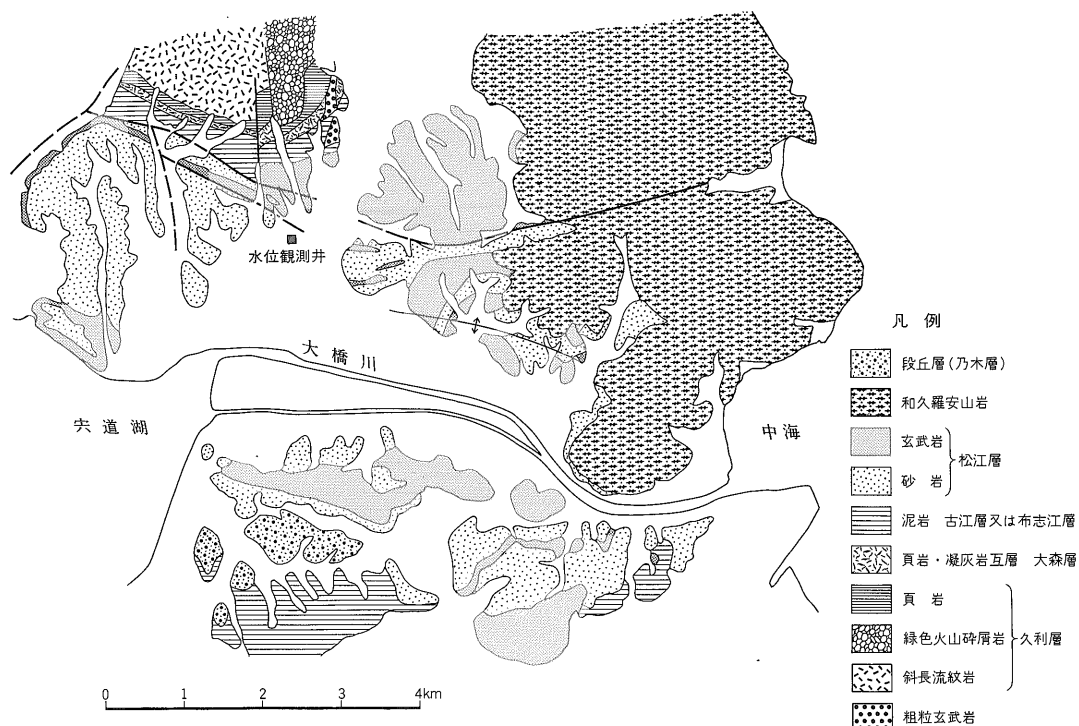 水位観測井
大橋川
宍道湖
中海
凡例
段丘層(乃木層)
和久羅安山岩
玄武岩
松江層
砂岩
泥岩 古江層又は布志江層
頁岩・凝灰岩互層 大森層
頁岩
緑色火山砕屑岩
久利層
斜長流紋岩
粗粒玄武岩
0 1 2 3 4km